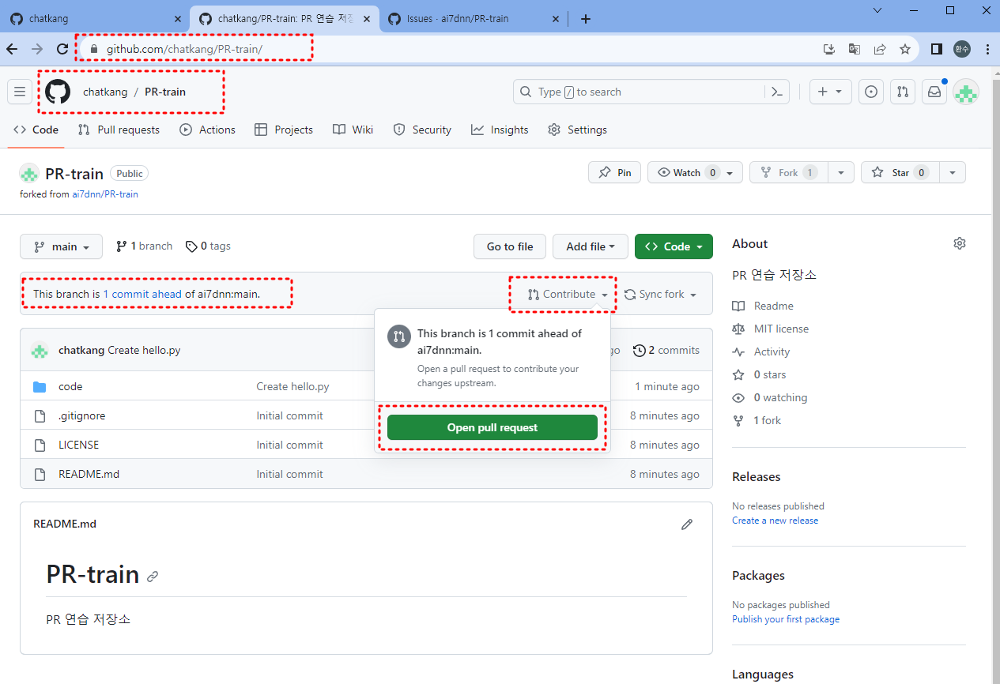 chatkang
chatkang/PR-train: PR 연습 저장
Issues · ai7dnn/PR-train
github.com/chatkang/PR-train/
한수
chatkang / PR-train
Type / to search
Code
Pull requests
Actions
Projects
Wiki
Security
Insights
Settings
PR-train Public
forked from ai7dnn/PR-train
Pin
Watch 0
Fork 1
Star 0
main
1 branch
0 tags
Go to file
Add file
Code
This branch is 1 commit ahead of ai7dnn:main.
Contribute
Sync fork
This branch is 1 commit ahead of
ai7dnn:main.
Open a pull request to contribute your
changes upstream.
Open pull request
chatkang Create hello.py
go
2 commits
code Create hello.py 1 minute ago
.gitignore Initial commit 8 minutes ago
LICENSE Initial commit 8 minutes ago
README.md Initial commit 8 minutes ago
README.md
PR-train
PR 연습 저장소
About
PR 연습 저장소
Readme
MIT license
Activity
0 stars
0 watching
1 fork
Releases
No releases published
Create a new release
Packages
No packages published
Publish your first package
Languages